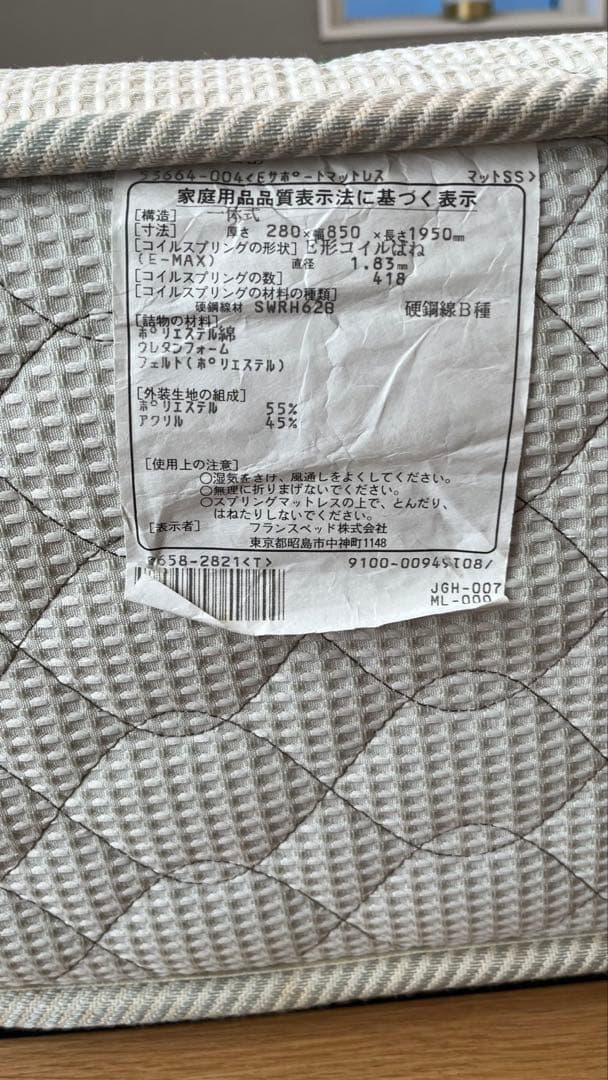 53664-004<Eサポートマットレス マットSS>
家庭用品品質表示法に基づく表示
[構造] 一体式
[寸法] 厚さ 280×幅850 ×長さ1950mm
[コイルスプリングの形状] E形コイルばね
(E-MAX) 直径 1.83mm
[コイルスプリングの数] 418
[コイルスプリングの材料の種類]
硬鋼線材 SWRH62B 硬鋼線B種
[詰物の材料]
ポリエステル綿
ウレタンフォーム
フェルト(ポリエステル)
[外装生地の組成]
ポリエステル 55%
アクリル 45%
[使用上の注意]
○湿気をさけ、風通しをよくしてください。
○無理に折りまげないでください。
○スプリングマットレスの上で、とんだり、
はねたりしないでください。
[表示者] フランスベッド株式会社
東京都昭島市中神町1148
3658-2821<T>
JGH-007